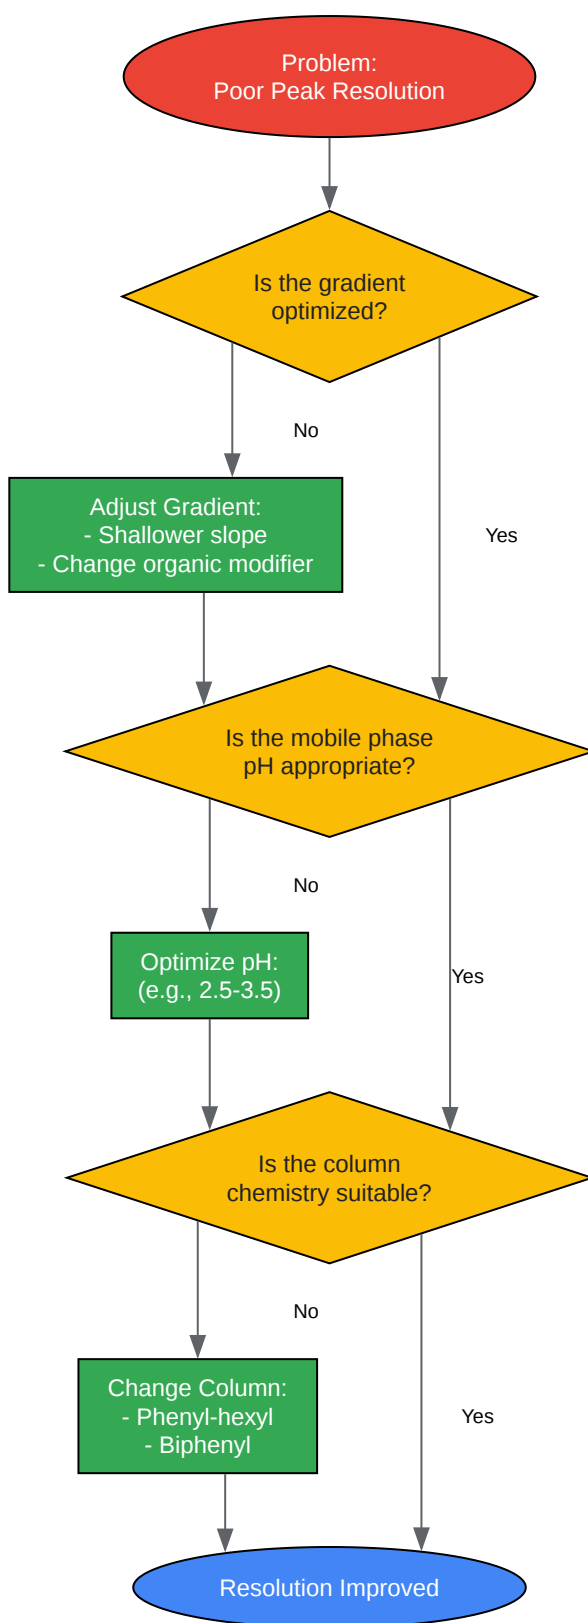 Problem:
Poor Peak Resolution
Is the gradient
optimized?
No
Adjust Gradient:
- Shallower slope
- Change organic modifier
Yes
Is the mobile phase
pH appropriate?
No
Optimize pH:
(e.g., 2.5-3.5)
Yes
Is the column
chemistry suitable?
No
Change Column:
- Phenyl-hexyl
- Biphenyl
Yes
Resolution Improved